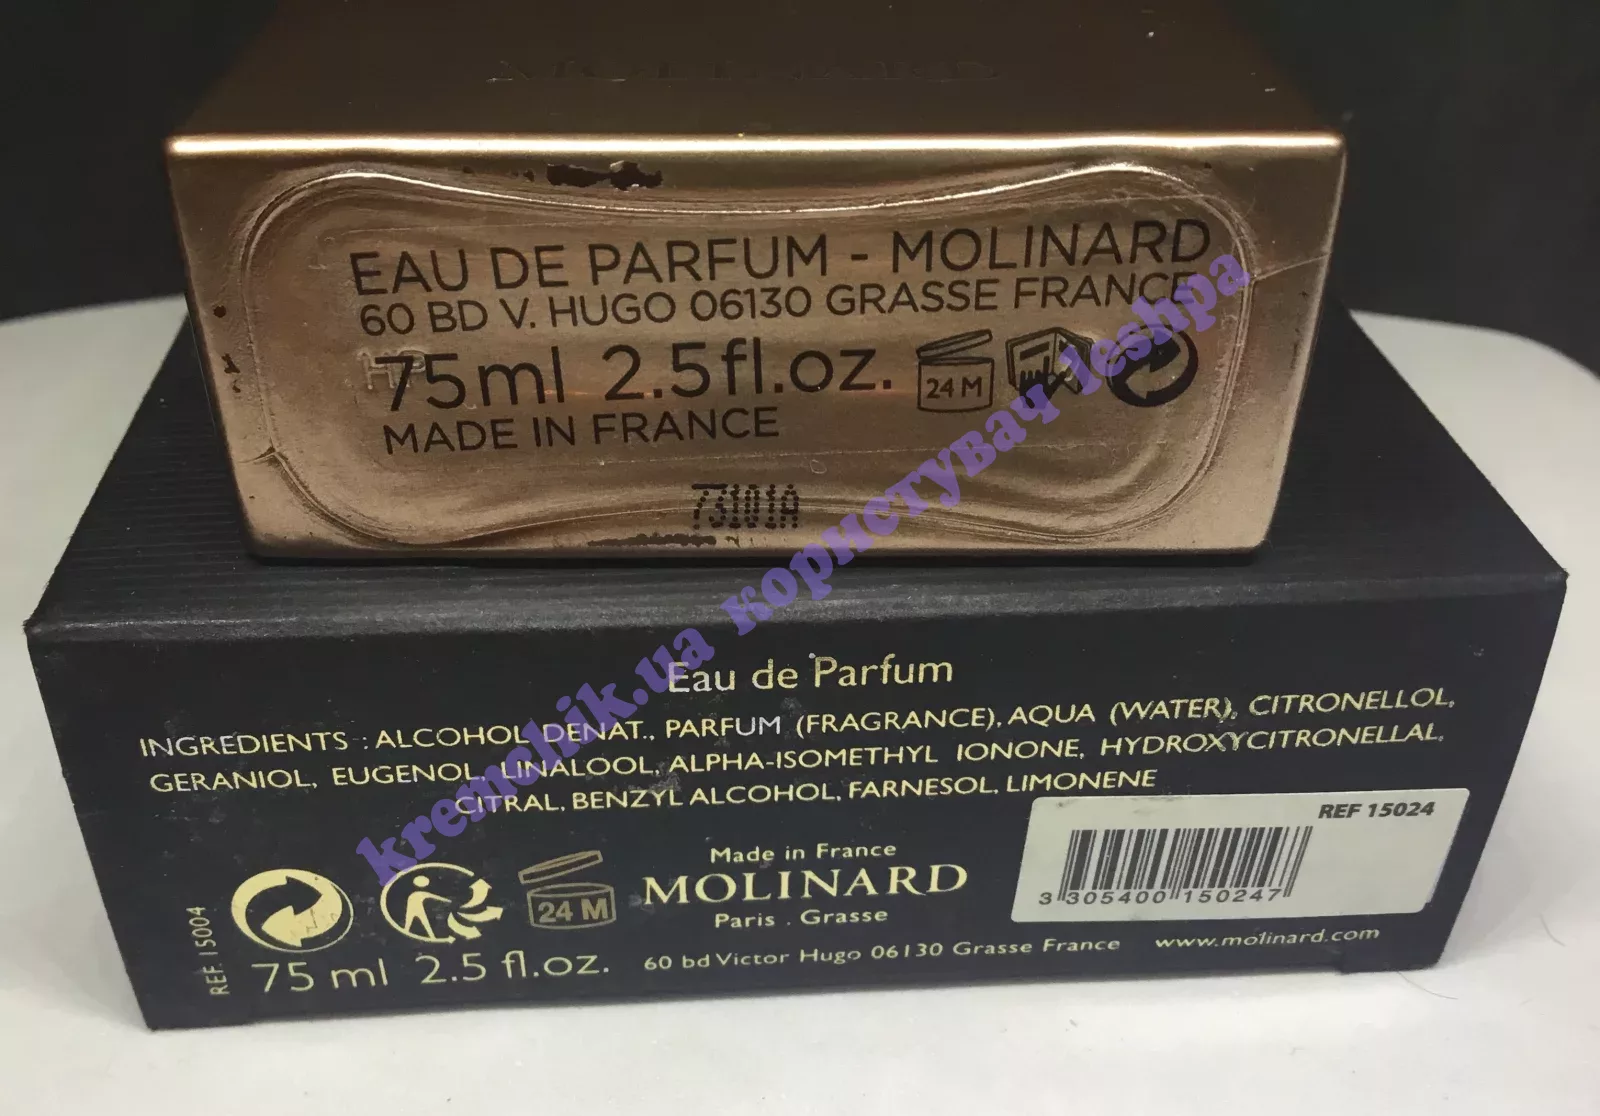 MOLINARD
EAU DE PARFUM - MOLINARD
60 BD V. HUGO 06130 GRASSE FRANCE
75ml 2.5fl.oz.
24 M
MADE IN FRANCE
73101A
kremchik.ua користувач leshpa
Eau de Parfum
INGREDIENTS : ALCOHOL DENAT., PARFUM (FRAGRANCE), AQUA (WATER), CITRONELLOL,
GERANIOL, EUGENOL, LINALOOL, ALPHA-ISOMETHYL IONONE, HYDROXYCITRONELLAL,
CITRAL, BENZYL ALCOHOL, FARNESOL, LIMONENE
REF 15024
3 305400 150247
Made in France
MOLINARD
Paris . Grasse
24 M
REF. 15004
75 ml 2.5 fl.oz.
60 bd Victor Hugo 06130 Grasse France www.molinard.com